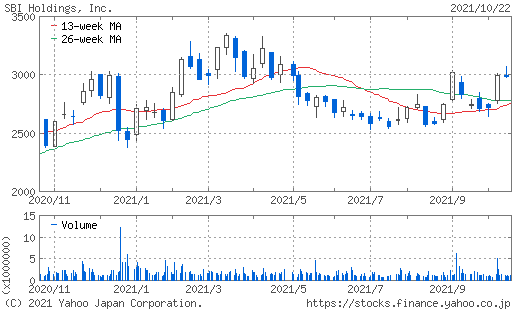 SBI Holdings, Inc. 2021/10/22
13-week MA
26-week MA
3500
3000
2500
2000
2020/11 2021/1 2021/3 2021/5 2021/7 2021/9
Volume
15
10
5
0
(x1000000)
2020/11 2021/1 2021/3 2021/5 2021/7 2021/9
(C) 2021 Yahoo Japan Corporation. https://stocks.finance.yahoo.co.jp/